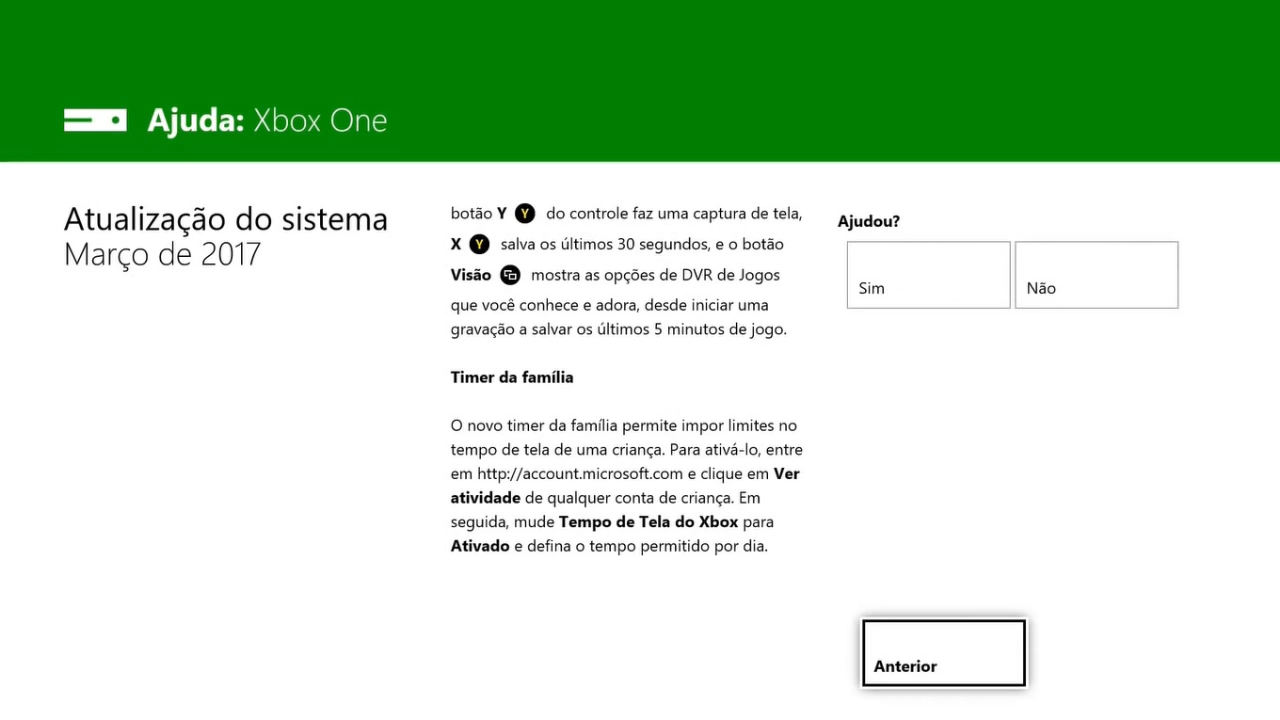 Ajuda: Xbox One
Atualização do sistema
Março de 2017
botão Y Y do controle faz uma captura de tela,
X Y salva os últimos 30 segundos, e o botão
Visão mostra as opções de DVR de Jogos
que você conhece e adora, desde iniciar uma
gravação a salvar os últimos 5 minutos de jogo.
Timer da família
O novo timer da família permite impor limites no
tempo de tela de uma criança. Para ativá-lo, entre
em http://account.microsoft.com e clique em Ver
atividade de qualquer conta de criança. Em
seguida, mude Tempo de Tela do Xbox para
Ativado e defina o tempo permitido por dia.
Ajudou?
Sim
Não
Anterior